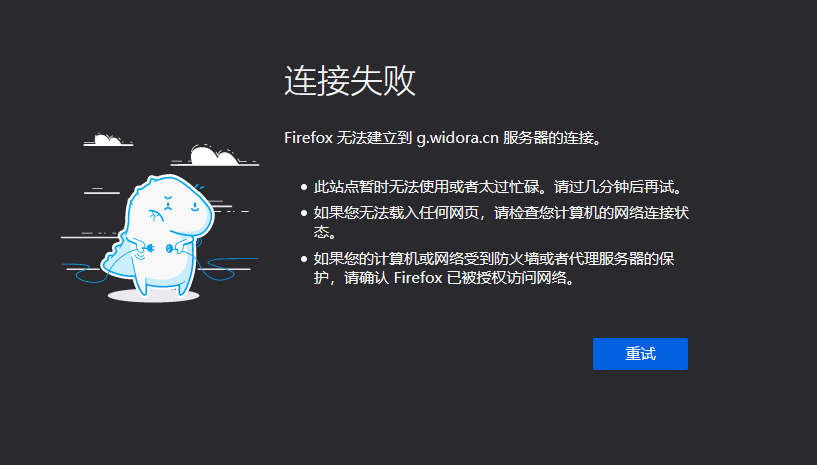 连接失败
Firefox 无法建立到 g.widora.cn 服务器的连接。
此站点暂时无法使用或者太过忙碌。请过几分钟后再试。
如果您无法载入任何网页，请检查您计算机的网络连接状
态。
如果您的计算机或网络受到防火墙或者代理服务器的保
护，请确认 Firefox 已被授权访问网络。
重试